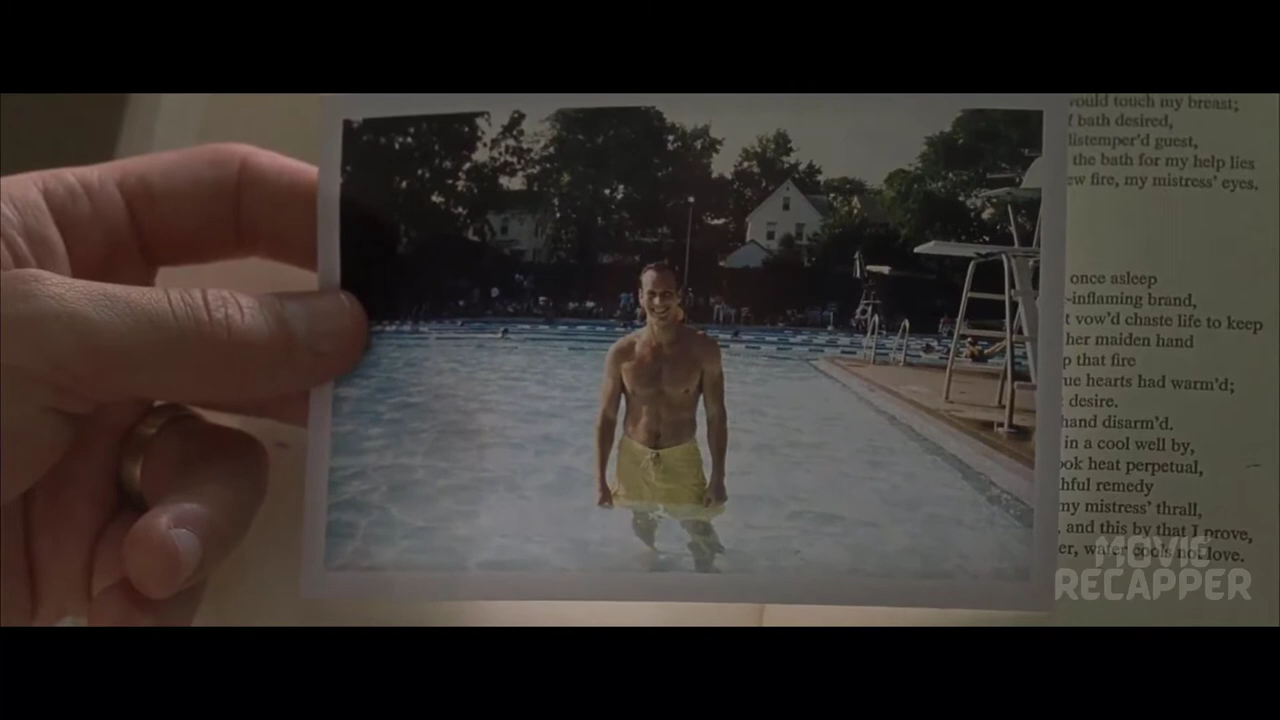 would touch my breast;
bath desired,
distemper'd guest,
the bath for my help lies
new fire, my mistress' eyes.
once asleep
-inflaming brand,
t vow'd chaste life to keep
her maiden hand
p that fire
ue hearts had warm'd;
desire.
hand disarm'd.
in a cool well by,
ok heat perpetual,
hful remedy
my mistress' thrall,
, and this by that I prove,
er, water cools not love.
MOVIE
RECAPPER